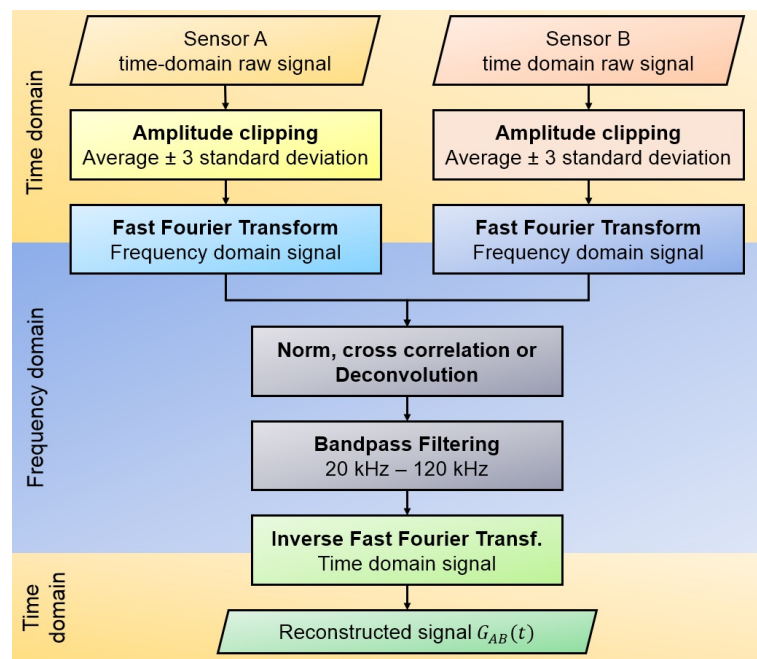 Time domain
Sensor A
time-domain raw signal
Sensor B
time domain raw signal
Amplitude clipping
Average ± 3 standard deviation
Amplitude clipping
Average ± 3 standard deviation
Fast Fourier Transform
Frequency domain signal
Fast Fourier Transform
Frequency domain signal
Frequency domain
Norm, cross correlation or
Deconvolution
Bandpass Filtering
20 kHz – 120 kHz
Inverse Fast Fourier Transf.
Time domain signal
Time
domain
Reconstructed signal G_{AB}(t)